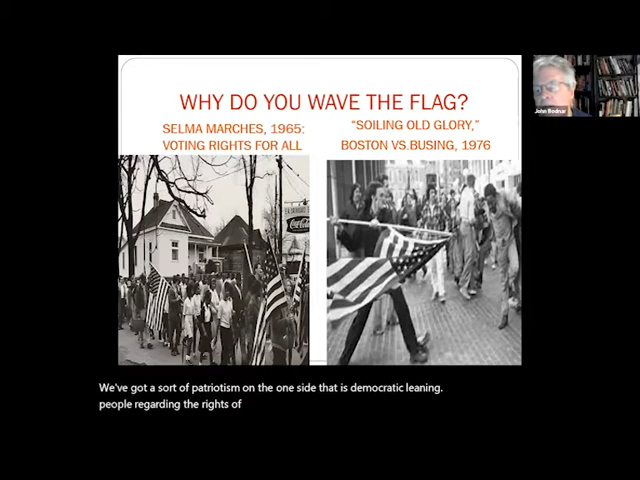 WHY DO YOU WAVE THE FLAG?
SELMA MARCHES, 1965:
VOTING RIGHTS FOR ALL
"SOILING OLD GLORY,"
BOSTON VS.BUSING, 1976
John Bodnar
Coca-Cola
We've got a sort of patriotism on the one side that is democratic leaning.
people regarding the rights of